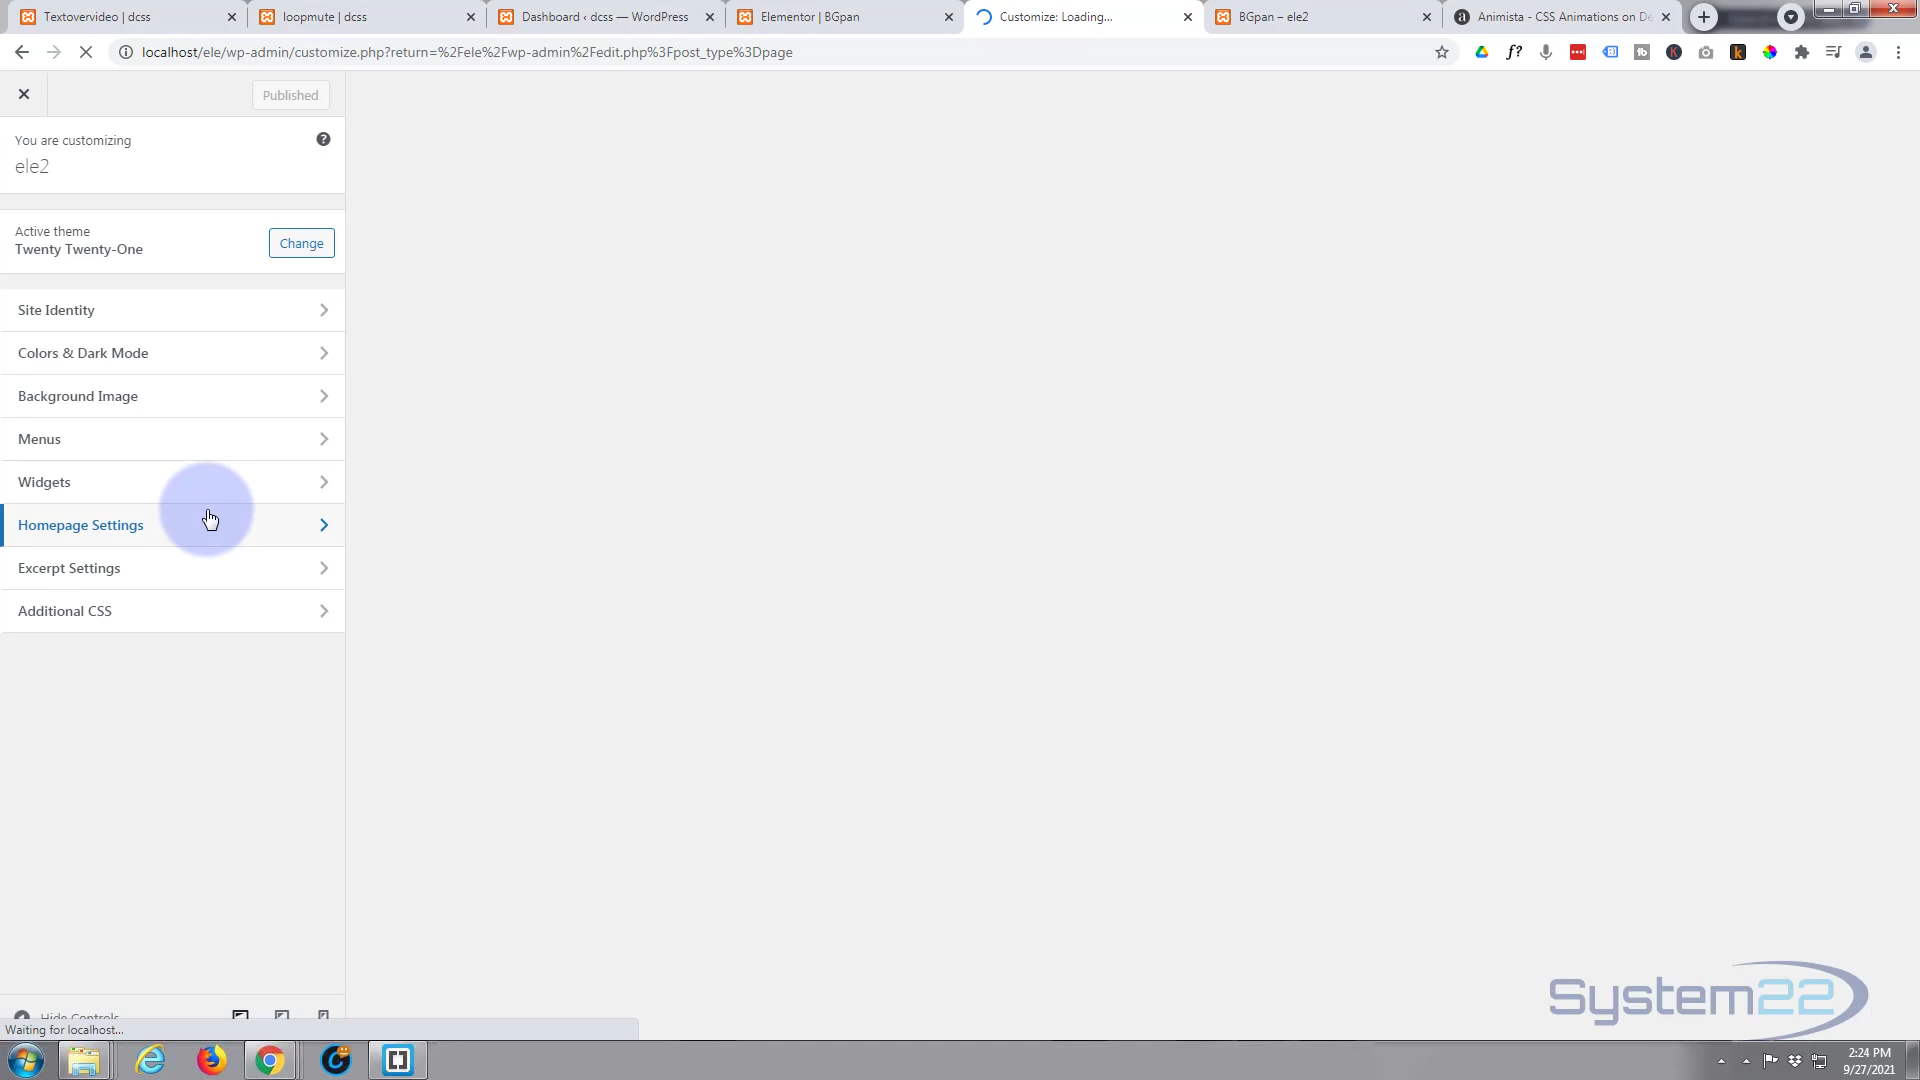 Textovervideo | dcss
loopmute | dcss
Dashboard ‹ dcss — WordPress
Elementor | BGpan
Customize: Loading...
BGpan – ele2
Animista - CSS Animations on De
localhost/ele/wp-admin/customize.php?return=%2Fele%2Fwp-admin%2Fedit.php%3Fpost_type%3Dpage
Published
You are customizing
ele2
Active theme
Twenty Twenty-One
Change
Site Identity
Colors & Dark Mode
Background Image
Menus
Widgets
Homepage Settings
Excerpt Settings
Additional CSS
Hide Controls
Waiting for localhost...
System22
2:24 PM
9/27/2021